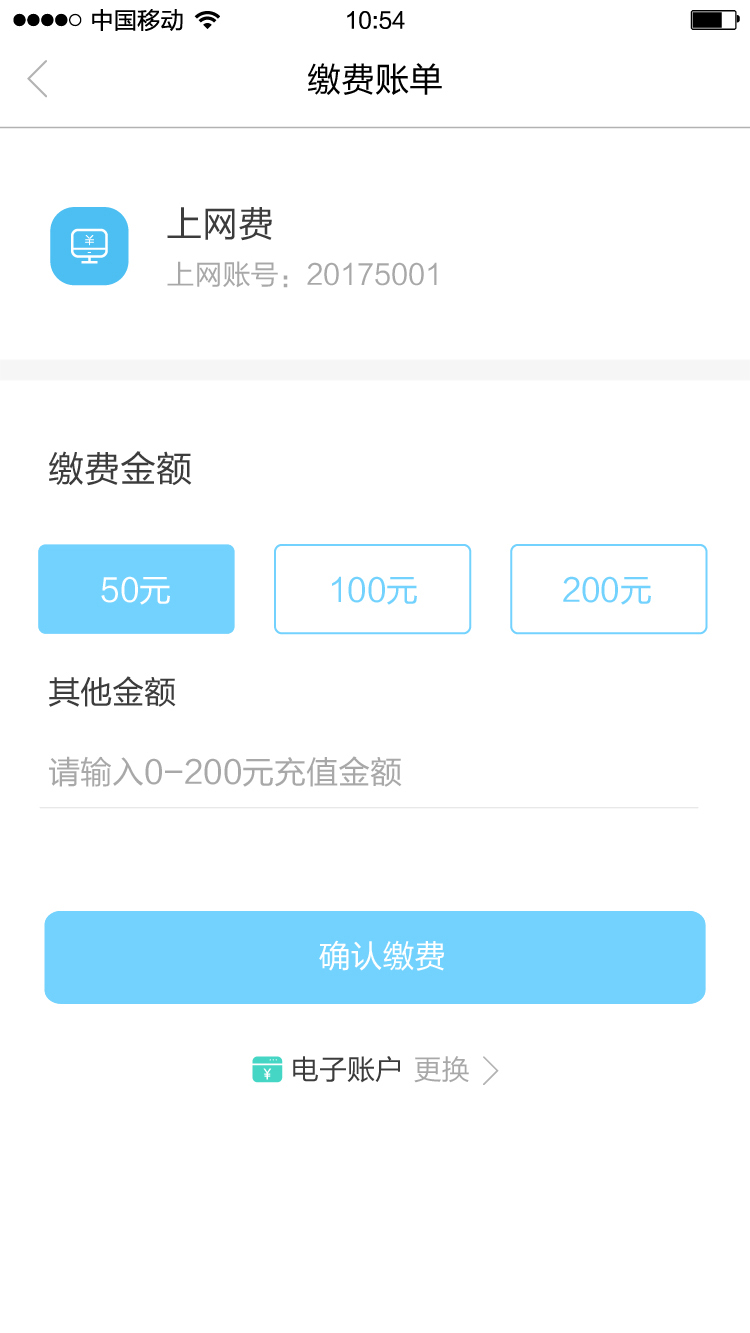 中国移动 10:54
缴费账单
上网费
上网账号：20175001
缴费金额
50元 100元 200元
其他金额
请输入0-200元充值金额
确认缴费
电子账户 更换